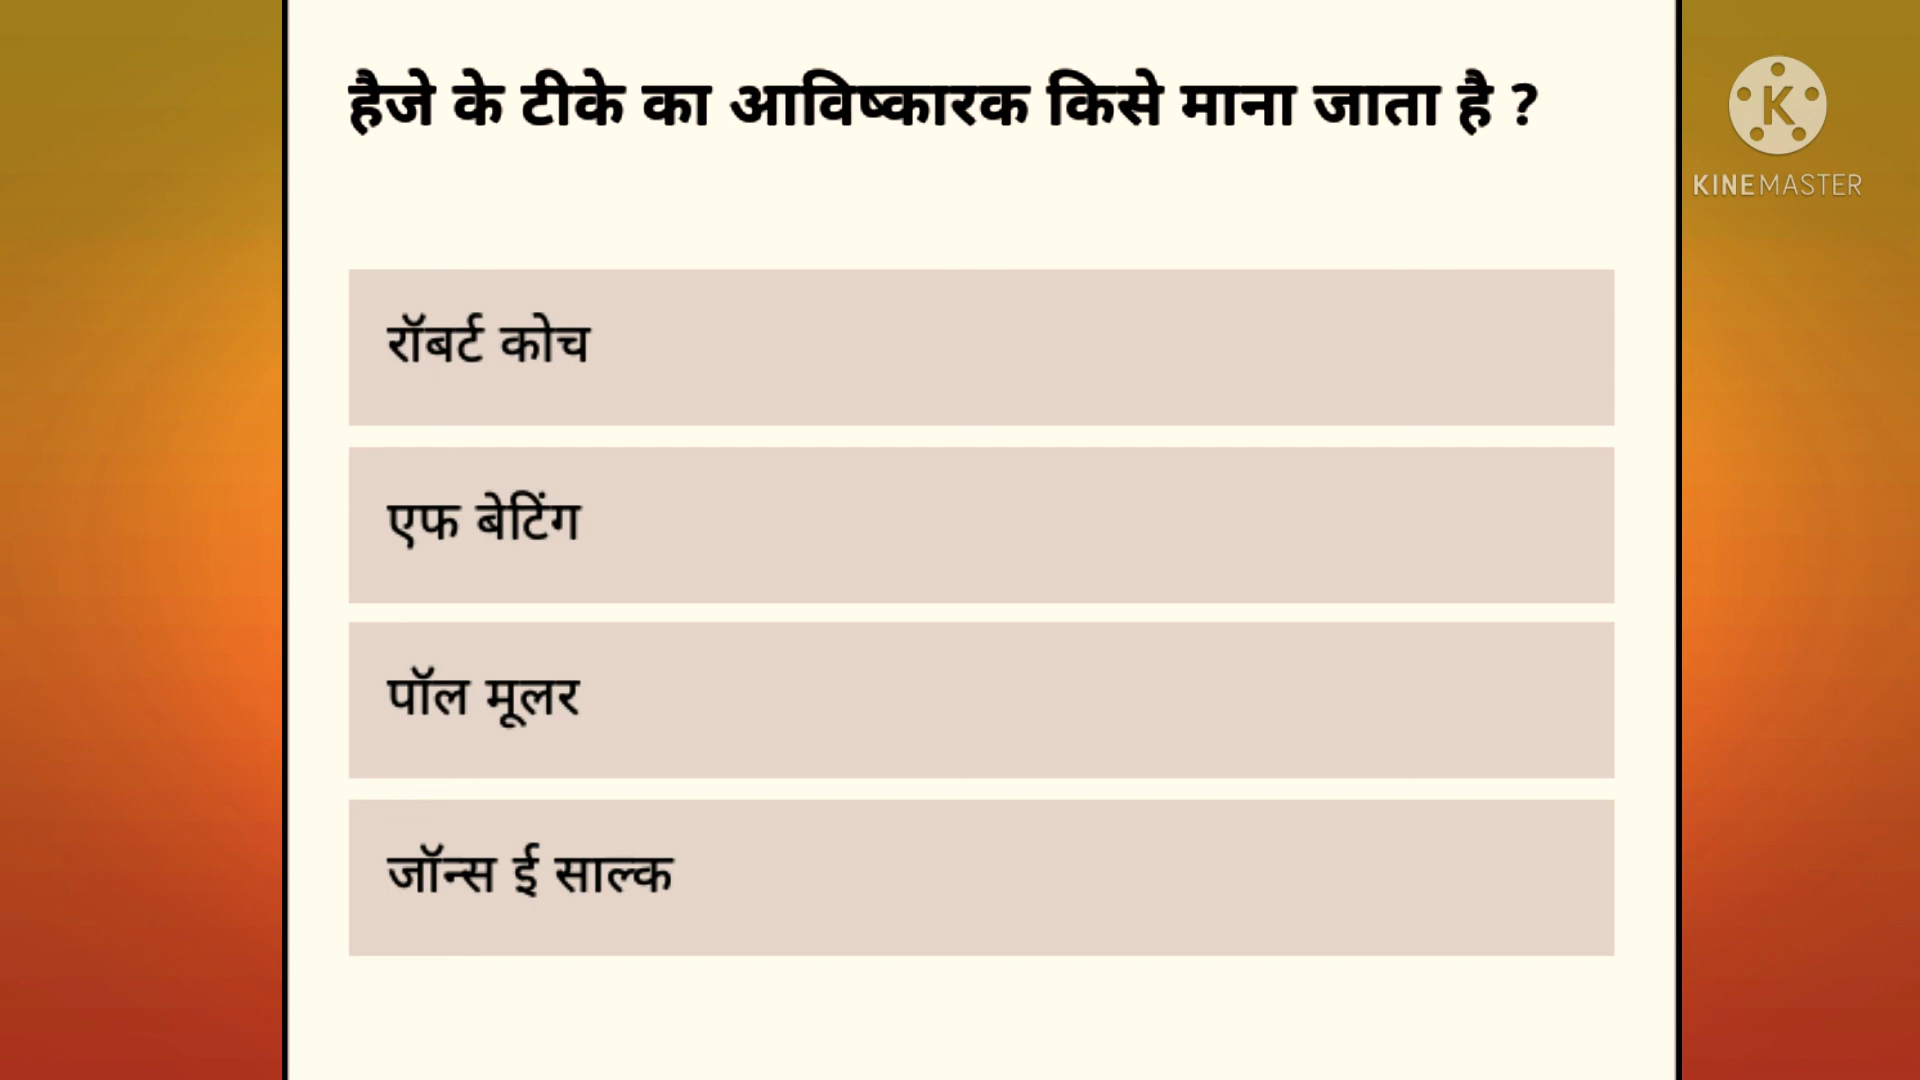 हैजे के टीके का आविष्कारक किसे माना जाता है ?
K
KINEMASTER
रॉबर्ट कोच
एफ बेटिंग
पॉल मूलर
जॉन्स ई साल्क